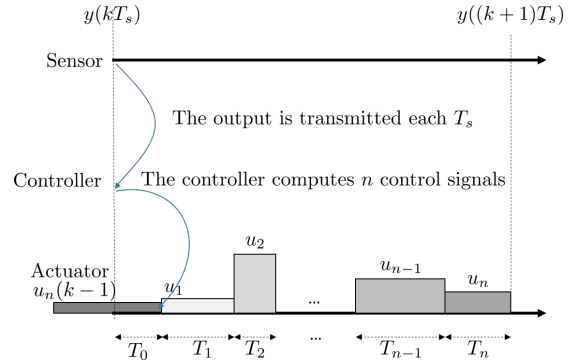 y(kT_s) y((k+1)T_s)
Sensor
The output is transmitted each T_s
Controller The controller computes n control signals
u_2
Actuator u_{n-1}
u_n(k−1) u_1 u_n
... 
T_0 T_1 T_2 ... T_{n-1} T_n